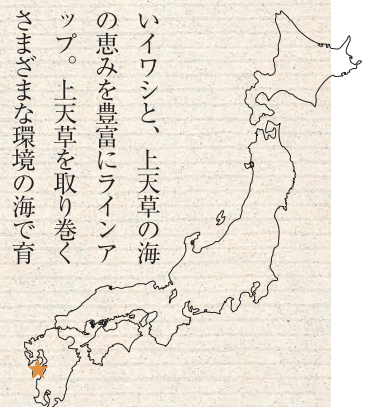 いイワシと、上天草の海
の恵みを豊富にラインア
ップ。上天草を取り巻く
さまざまな環境の海で育